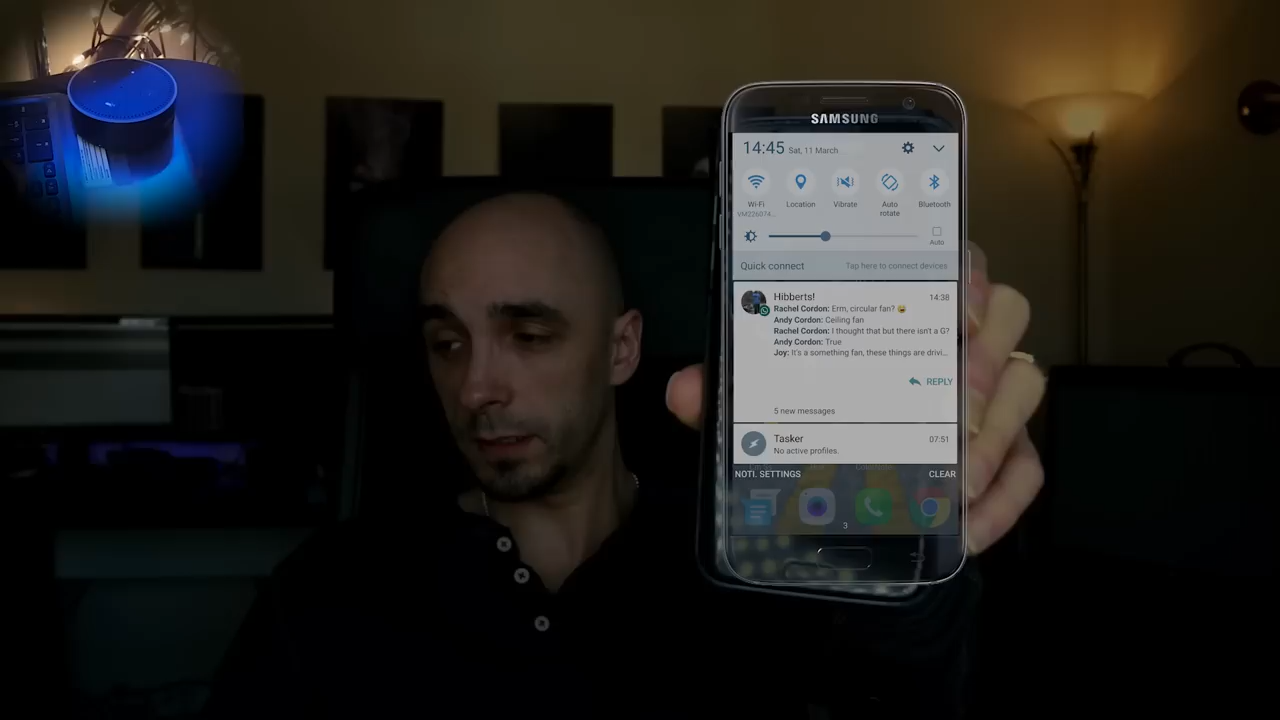 SAMSUNG
14:45 Sat, 11 March
Wi-Fi Location Vibrate Auto rotate Bluetooth
VM226074...
Auto
Quick connect Tap here to connect devices
Hibberts! 14:38
Rachel Cordon: Erm, circular fan? 😄
Andy Cordon: Ceiling fan
Rachel Cordon: I thought that but there isn't a G?
Andy Cordon: True
Joy: It's a something fan, these things are drivi...
REPLY
5 new messages
Tasker 07:51
No active profiles.
NOTI. SETTINGS CLEAR
3